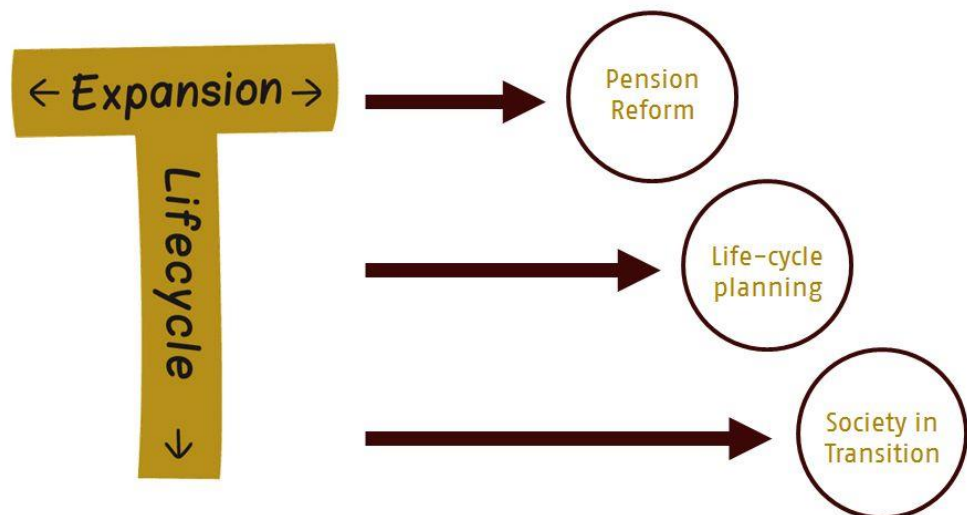 ← Expansion →
Lifecycle →
Pension
Reform
Life-cycle
planning
Society in
Transition